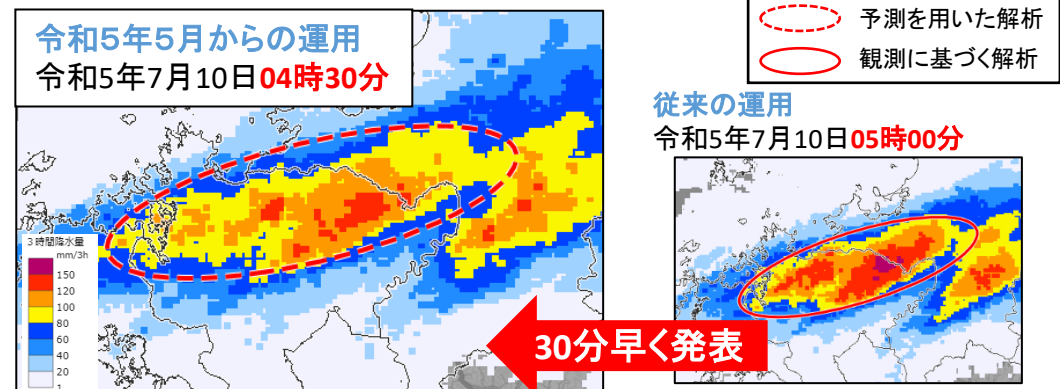 令和5年5月からの運用
令和5年7月10日04時30分
予測を用いた解析
観測に基づく解析
従来の運用
令和5年7月10日05時00分
3時間降水量
mm/3h
150
120
100
80
60
40
20
1
30分早く発表